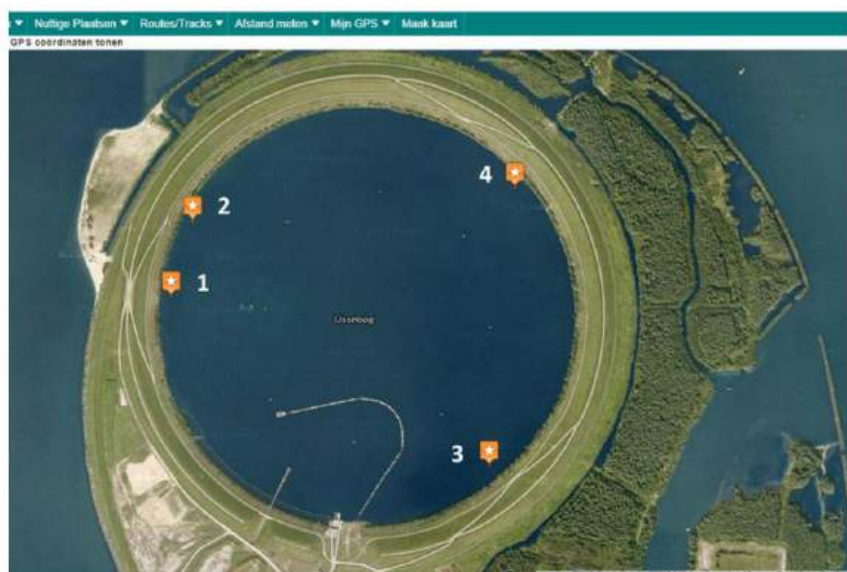 Nuttige Plaatsen ▼ Routes/Tracks ▼ Afstand meten ▼ Mijn GPS ▼ Maak kaart
GPS coordinaten tonen
4
2
1
IJsseloog
3